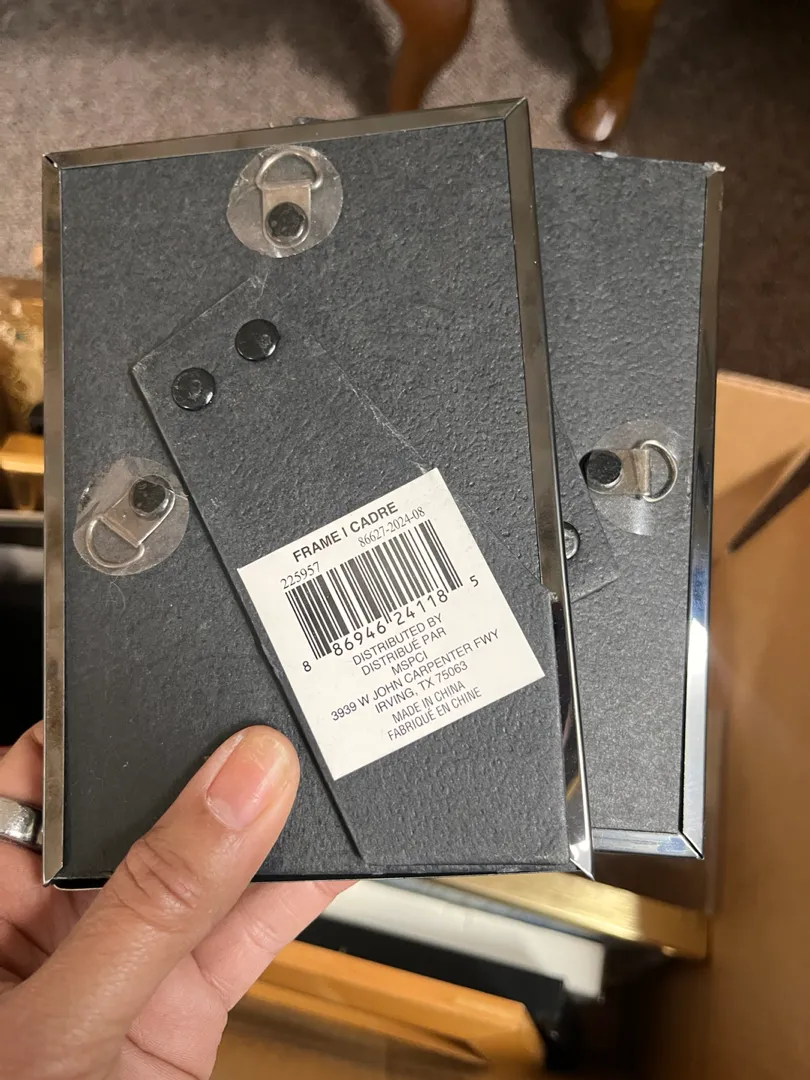 FRAME I CADRE
225957 86627-2024-08
8 86946 24118 5
DISTRIBUTED BY
DISTRIBUÉ PAR
MSPCI
3939 W JOHN CARPENTER FWY
IRVING, TX 75063
MADE IN CHINA
FABRIQUÉ EN CHINE